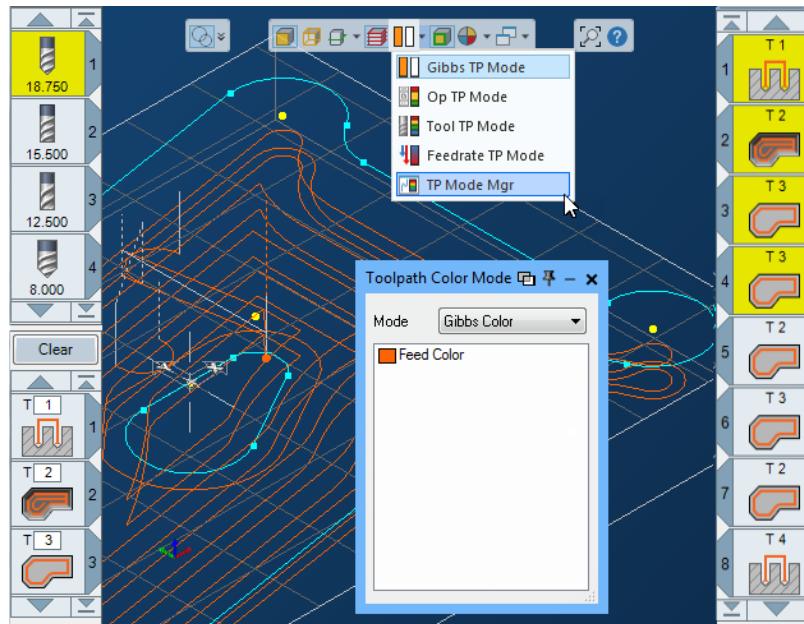 18.750
1
15.500
2
12.500
3
8.000
4
Clear
T 1
1
T 2
2
T 3
3
Gibbs TP Mode
Op TP Mode
Tool TP Mode
Feedrate TP Mode
TP Mode Mgr
Toolpath Color Mode
Mode Gibbs Color
Feed Color
T 1
1
T 2
2
T 3
3
T 3
4
T 2
5
T 3
6
T 2
7
T 4
8